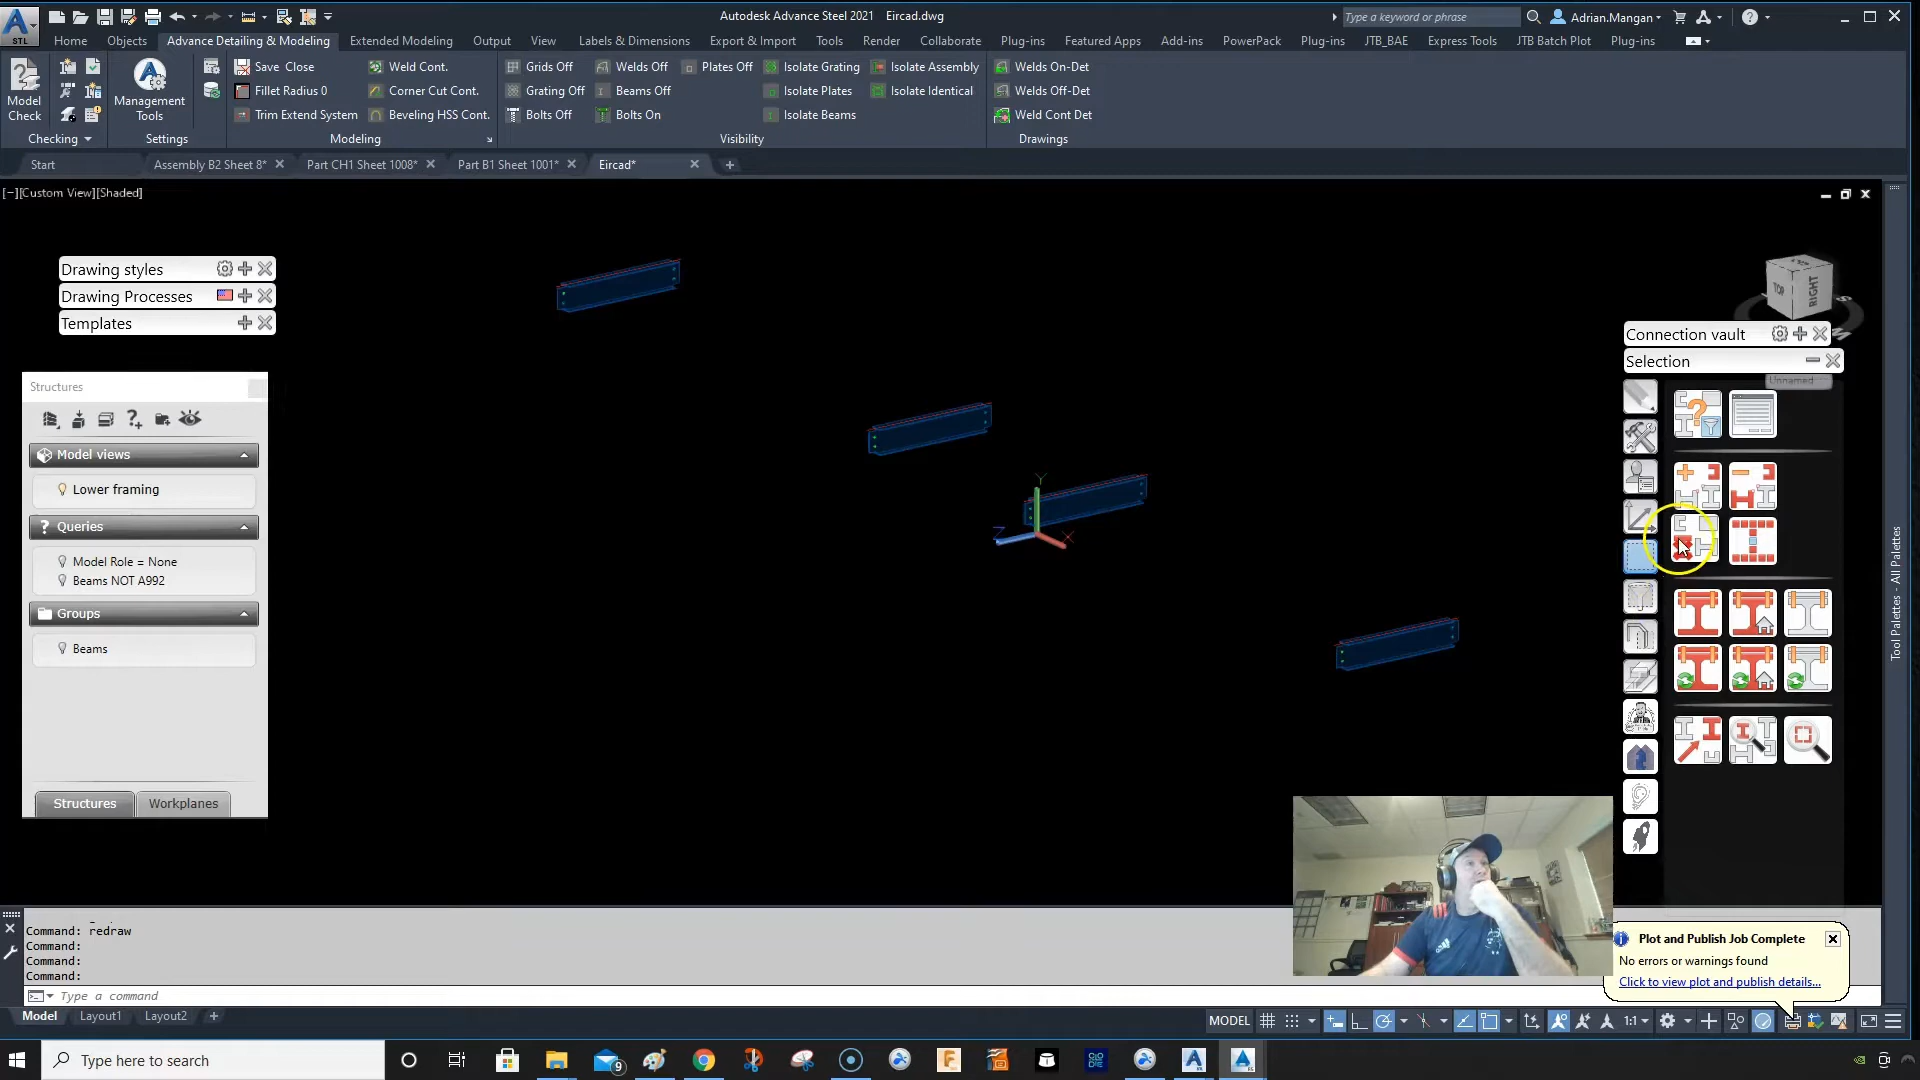 Autodesk Advance Steel 2021 Eircad.dwg
Type a keyword or phrase
Adrian.Mangan
STL
Home Objects Advance Detailing & Modeling Extended Modeling Output View Labels & Dimensions Export & Import Tools Render Collaborate Plug-ins Featured Apps Add-ins PowerPack Plug-ins JTB_BAE Express Tools JTB Batch Plot Plug-ins
Save Close Weld Cont. Grids Off Welds Off Plates Off Isolate Grating Isolate Assembly Welds On-Det
Model Check
Management Tools
Fillet Radius 0 Corner Cut Cont. Grating Off Beams Off Isolate Plates Isolate Identical Welds Off-Det
Trim Extend System Beveling HSS Cont. Bolts Off Bolts On Isolate Beams Weld Cont Det
Checking Settings Modeling Visibility Drawings
Start Assembly B2 Sheet 8* Part CH1 Sheet 1008* Part B1 Sheet 1001* Eircad*
[−][Custom View][Shaded]
Drawing styles
Drawing Processes
Templates
TOP RIGHT
S
Connection vault
Selection
Unnamed
Structures
Model views
Lower framing
Queries
Model Role = None
Beams NOT A992
Groups
Beams
Structures Workplanes
Y
Z X
Tool Palettes - All Palettes
Command: redraw
Command:
Command:
Command:
Type a command
Plot and Publish Job Complete
No errors or warnings found
Click to view plot and publish details...
Model Layout1 Layout2
MODEL 1:1
Type here to search
9